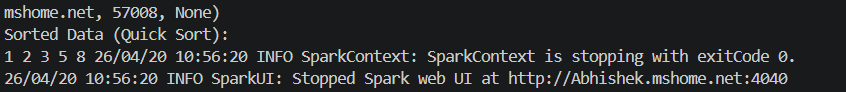 mshome.net, 57008, None)
Sorted Data (Quick Sort):
1 2 3 5 8 26/04/20 10:56:20 INFO SparkContext: SparkContext is stopping with exitCode 0.
26/04/20 10:56:20 INFO SparkUI: Stopped Spark web UI at http://Abhishek.mshome.net:4040